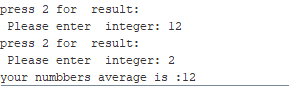 press 2 for  result:
 Please enter  integer: 12
press 2 for  result:
 Please enter  integer: 2
your numbbers average is :12